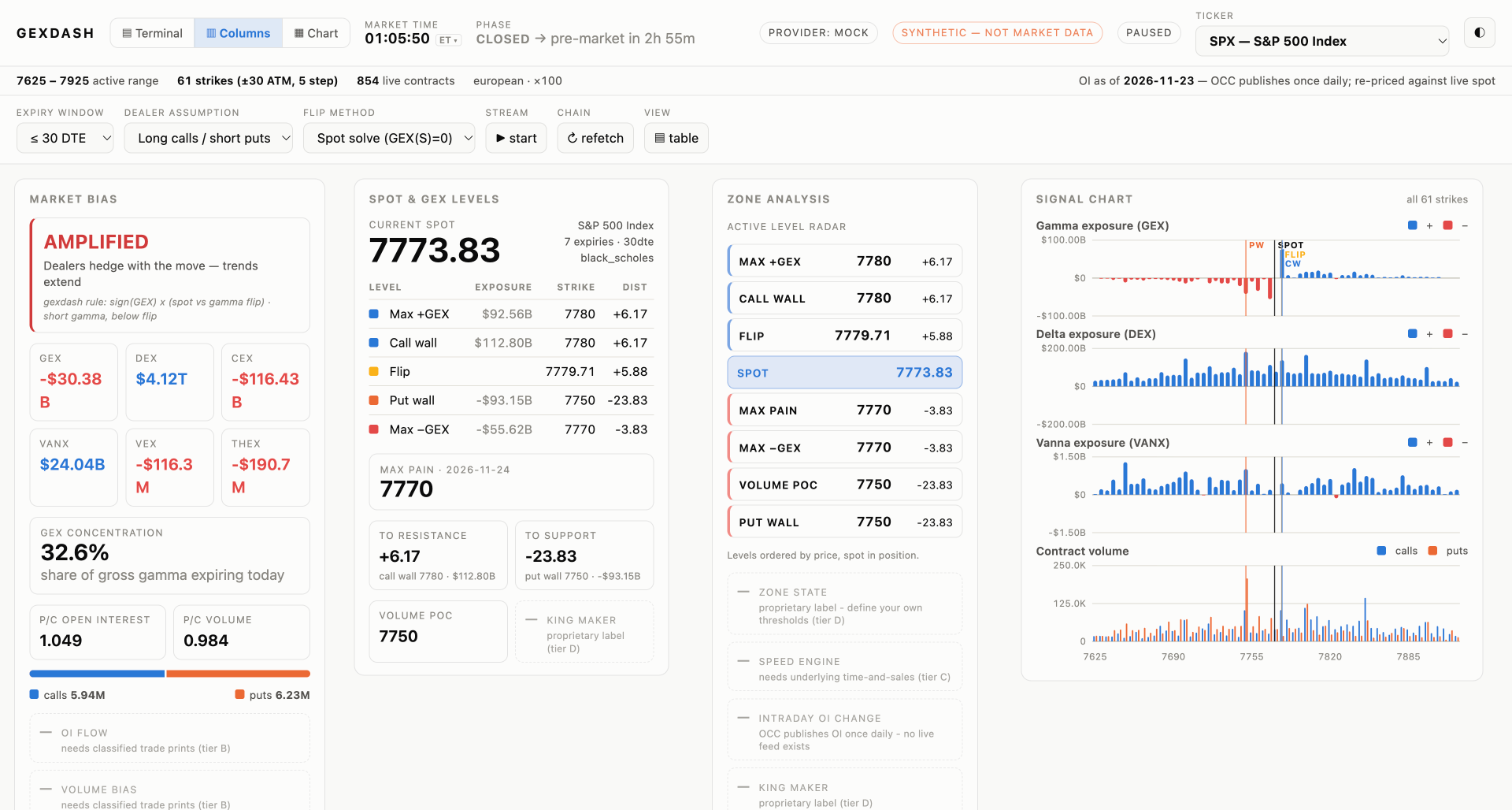 GEXDASH
Terminal
Columns
Chart
MARKET TIME
01:05:50 ET
PHASE
CLOSED → pre-market in 2h 55m
PROVIDER: MOCK
SYNTHETIC — NOT MARKET DATA
PAUSED
TICKER
SPX — S&P 500 Index
7625 – 7925 active range
61 strikes (±30 ATM, 5 step)
854 live contracts
european · ×100
OI as of 2026-11-23 — OCC publishes once daily; re-priced against live spot
EXPIRY WINDOW
≤ 30 DTE
DEALER ASSUMPTION
Long calls / short puts
FLIP METHOD
Spot solve (GEX(S)=0)
STREAM
start
CHAIN
refetch
VIEW
table
MARKET BIAS
AMPLIFIED
Dealers hedge with the move — trends
extend
gexdash rule: sign(GEX) x (spot vs gamma flip) ·
short gamma, below flip
GEX
-$30.38
B
DEX
$4.12T
CEX
-$116.43
B
VANX
$24.04B
VEX
-$116.3
M
THEX
-$190.7
M
GEX CONCENTRATION
32.6%
share of gross gamma expiring today
P/C OPEN INTEREST
1.049
P/C VOLUME
0.984
calls 5.94M
puts 6.23M
— OI FLOW
needs classified trade prints (tier B)
— VOLUME BIAS
needs classified trade prints (tier B)
SPOT & GEX LEVELS
CURRENT SPOT
7773.83
S&P 500 Index
7 expiries · 30dte
black_scholes
LEVEL EXPOSURE STRIKE DIST
Max +GEX $92.56B 7780 +6.17
Call wall $112.80B 7780 +6.17
Flip 7779.71 +5.88
Put wall -$93.15B 7750 -23.83
Max −GEX -$55.62B 7770 -3.83
MAX PAIN · 2026-11-24
7770
TO RESISTANCE
+6.17
call wall 7780 · $112.80B
TO SUPPORT
-23.83
put wall 7750 · -$93.15B
VOLUME POC
7750
— KING MAKER
proprietary label
(tier D)
ZONE ANALYSIS
ACTIVE LEVEL RADAR
MAX +GEX 7780 +6.17
CALL WALL 7780 +6.17
FLIP 7779.71 +5.88
SPOT 7773.83
MAX PAIN 7770 -3.83
MAX −GEX 7770 -3.83
VOLUME POC 7750 -23.83
PUT WALL 7750 -23.83
Levels ordered by price, spot in position.
— ZONE STATE
proprietary label - define your own
thresholds (tier D)
— SPEED ENGINE
needs underlying time-and-sales (tier C)
— INTRADAY OI CHANGE
OCC publishes OI once daily - no live
feed exists
— KING MAKER
proprietary label (tier D)
SIGNAL CHART
all 61 strikes
Gamma exposure (GEX) + −
$100.00B
$0
-$100.00B
PW
SPOT
FLIP
CW
Delta exposure (DEX) + −
$200.00B
$0
-$200.00B
Vanna exposure (VANX) + −
$1.50B
$0
-$1.50B
Contract volume calls puts
250.0K
125.0K
0
7625 7690 7755 7820 7885